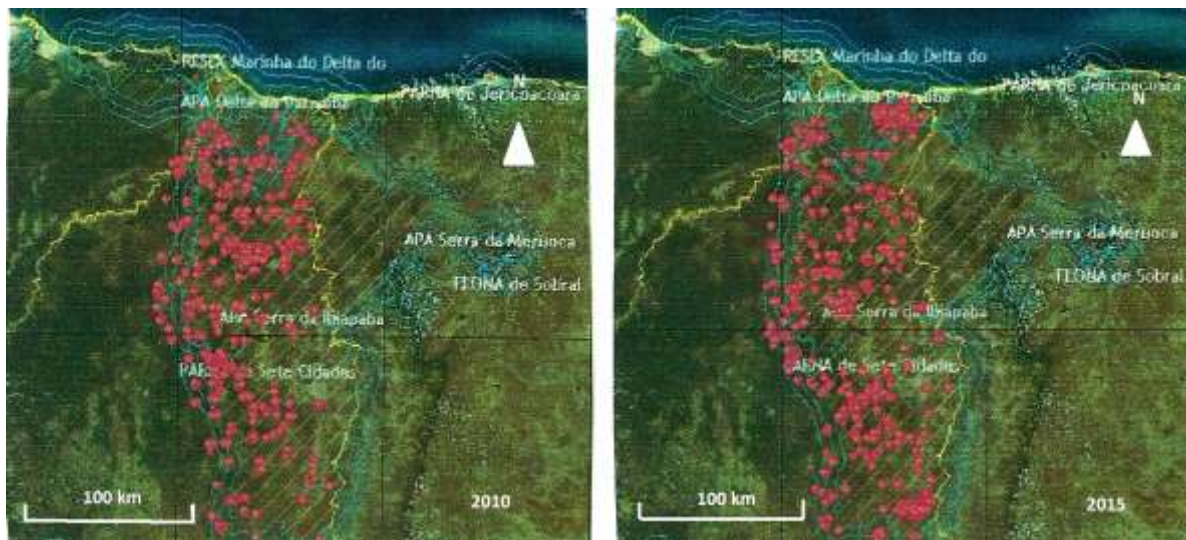 RESEX Marinha do Delta do
APA Delta do Parnaíba
PARNA de Jericoacoara
N
APA Serra da Meruoca
FLONA de Sobral
APA Serra da Ibiapaba
Sete Cidades
100 km
2010
RESEX Marinha do Delta do
APA Delta do
PARNA de Jericoacoara
N
APA Serra da Meruoca
FLONA de Sobral
Serra da Ibiapaba
PARNA de Sete Cidades
100 km
2015